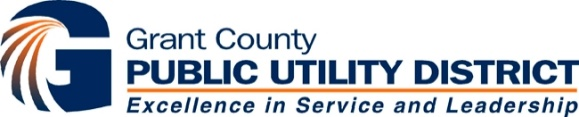 Grant County
PUBLIC UTILITY DISTRICT
Excellence in Service and Leadership